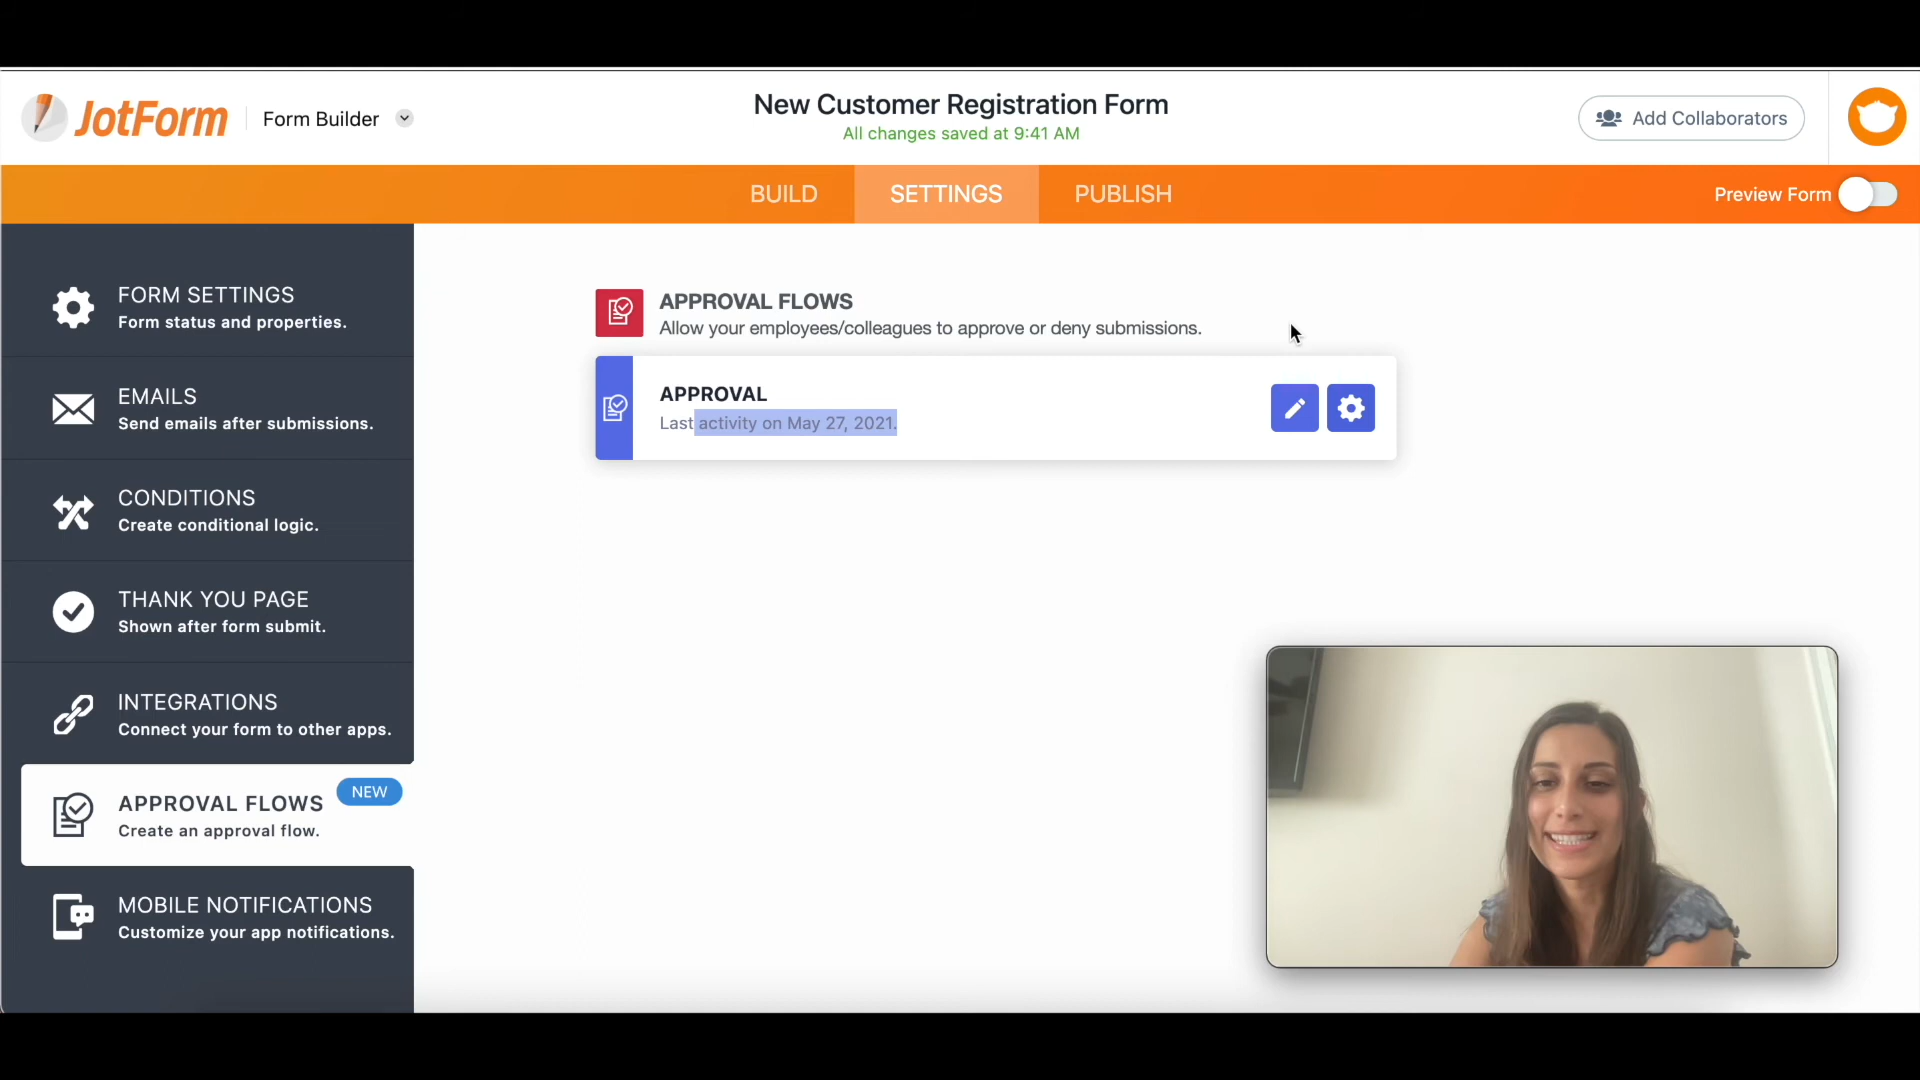 JotForm
Form Builder
New Customer Registration Form
All changes saved at 9:41 AM
Add Collaborators
BUILD
SETTINGS
PUBLISH
Preview Form
FORM SETTINGS
Form status and properties.
EMAILS
Send emails after submissions.
CONDITIONS
Create conditional logic.
THANK YOU PAGE
Shown after form submit.
INTEGRATIONS
Connect your form to other apps.
APPROVAL FLOWS
NEW
Create an approval flow.
MOBILE NOTIFICATIONS
Customize your app notifications.
APPROVAL FLOWS
Allow your employees/colleagues to approve or deny submissions.
APPROVAL
Last activity on May 27, 2021.